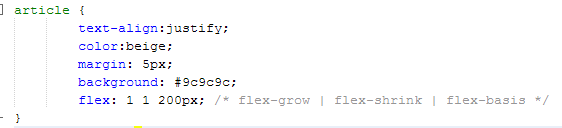 article {
text-align:justify;
color:beige;
margin: 5px;
background: #9c9c9c;
flex: 1 1 200px; /* flex-grow | flex-shrink | flex-basis */
}